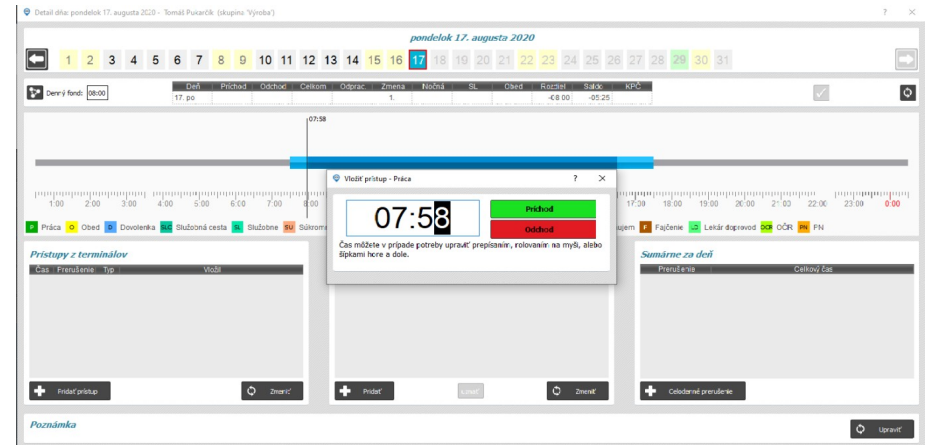 Detail dňa: pondelok 17. augusta 2020 - Tomáš Pukarčík (skupina 'Výroba') ? ×
pondelok 17. augusta 2020
1 2 3 4 5 6 7 8 9 10 11 12 13 14 15 16 17 18 19 20 21 22 23 24 25 26 27 28 29 30 31
Denný fond: 08:00
Deň Príchod Odchod Celkom Odprac. Zmena Nočná SL Obed Rozdiel Saldo KPČ
17. po 1. -08:00 -05:25
07:58
1:00 2:00 3:00 4:00 5:00 6:00 7:00 8:00 17:00 18:00 19:00 20:00 21:00 22:00 23:00 0:00
P Práca O Obed D Dovolenka SLC Služobná cesta SL Služobne SU F Fajčenie Lekár doprovod OČR OČR PN PN
Vložiť prístup - Práca ? ×
07:58
Príchod
Odchod
Čas môžete v prípade potreby upraviť prepísaním, rolovaním na myši, alebo
šípkami hore a dole.
Prístupy z terminálov
Čas Prerušenie Typ Vložil
Sumárne za deň
Prerušenie Celkový čas
Pridať prístup Zmeniť Pridať Zmeniť Celodenné prerušenie
Poznámka
Upraviť